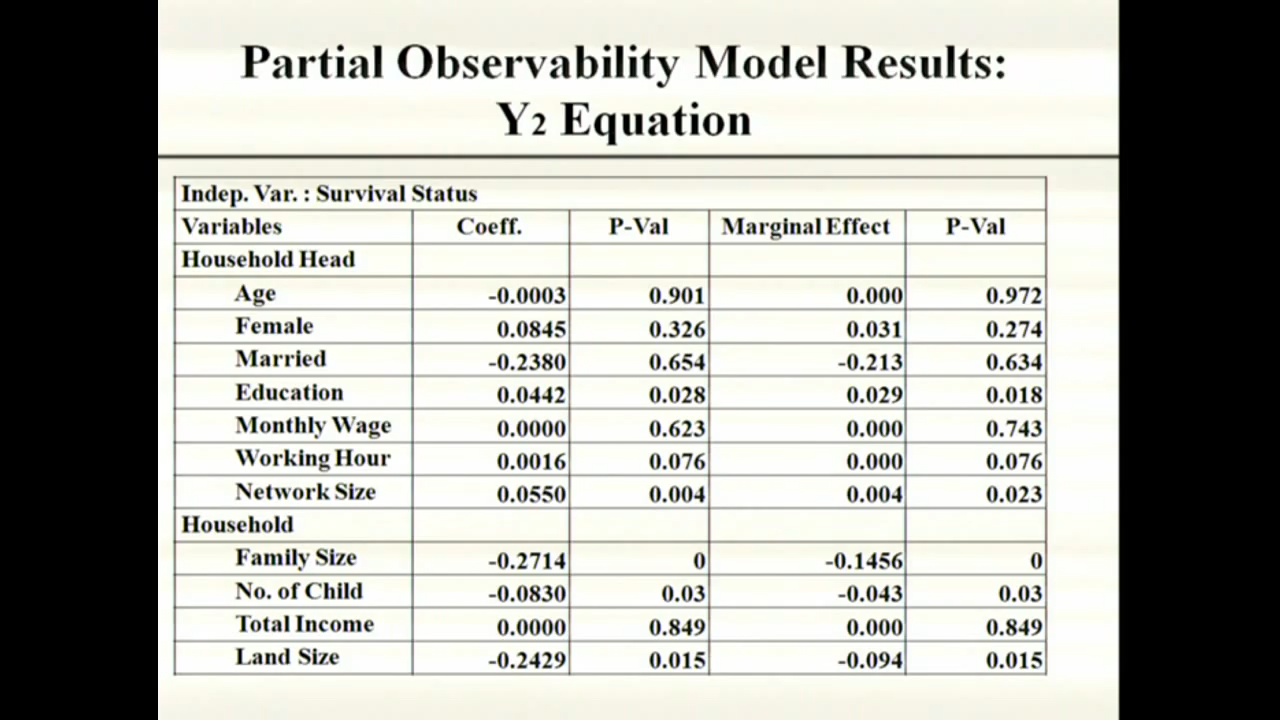 Partial Observability Model Results:
Y2 Equation
Indep. Var. : Survival Status
Variables Coeff. P-Val Marginal Effect P-Val
Household Head
Age -0.0003 0.901 0.000 0.972
Female 0.0845 0.326 0.031 0.274
Married -0.2380 0.654 -0.213 0.634
Education 0.0442 0.028 0.029 0.018
Monthly Wage 0.0000 0.623 0.000 0.743
Working Hour 0.0016 0.076 0.000 0.076
Network Size 0.0550 0.004 0.004 0.023
Household
Family Size -0.2714 0 -0.1456 0
No. of Child -0.0830 0.03 -0.043 0.03
Total Income 0.0000 0.849 0.000 0.849
Land Size -0.2429 0.015 -0.094 0.015